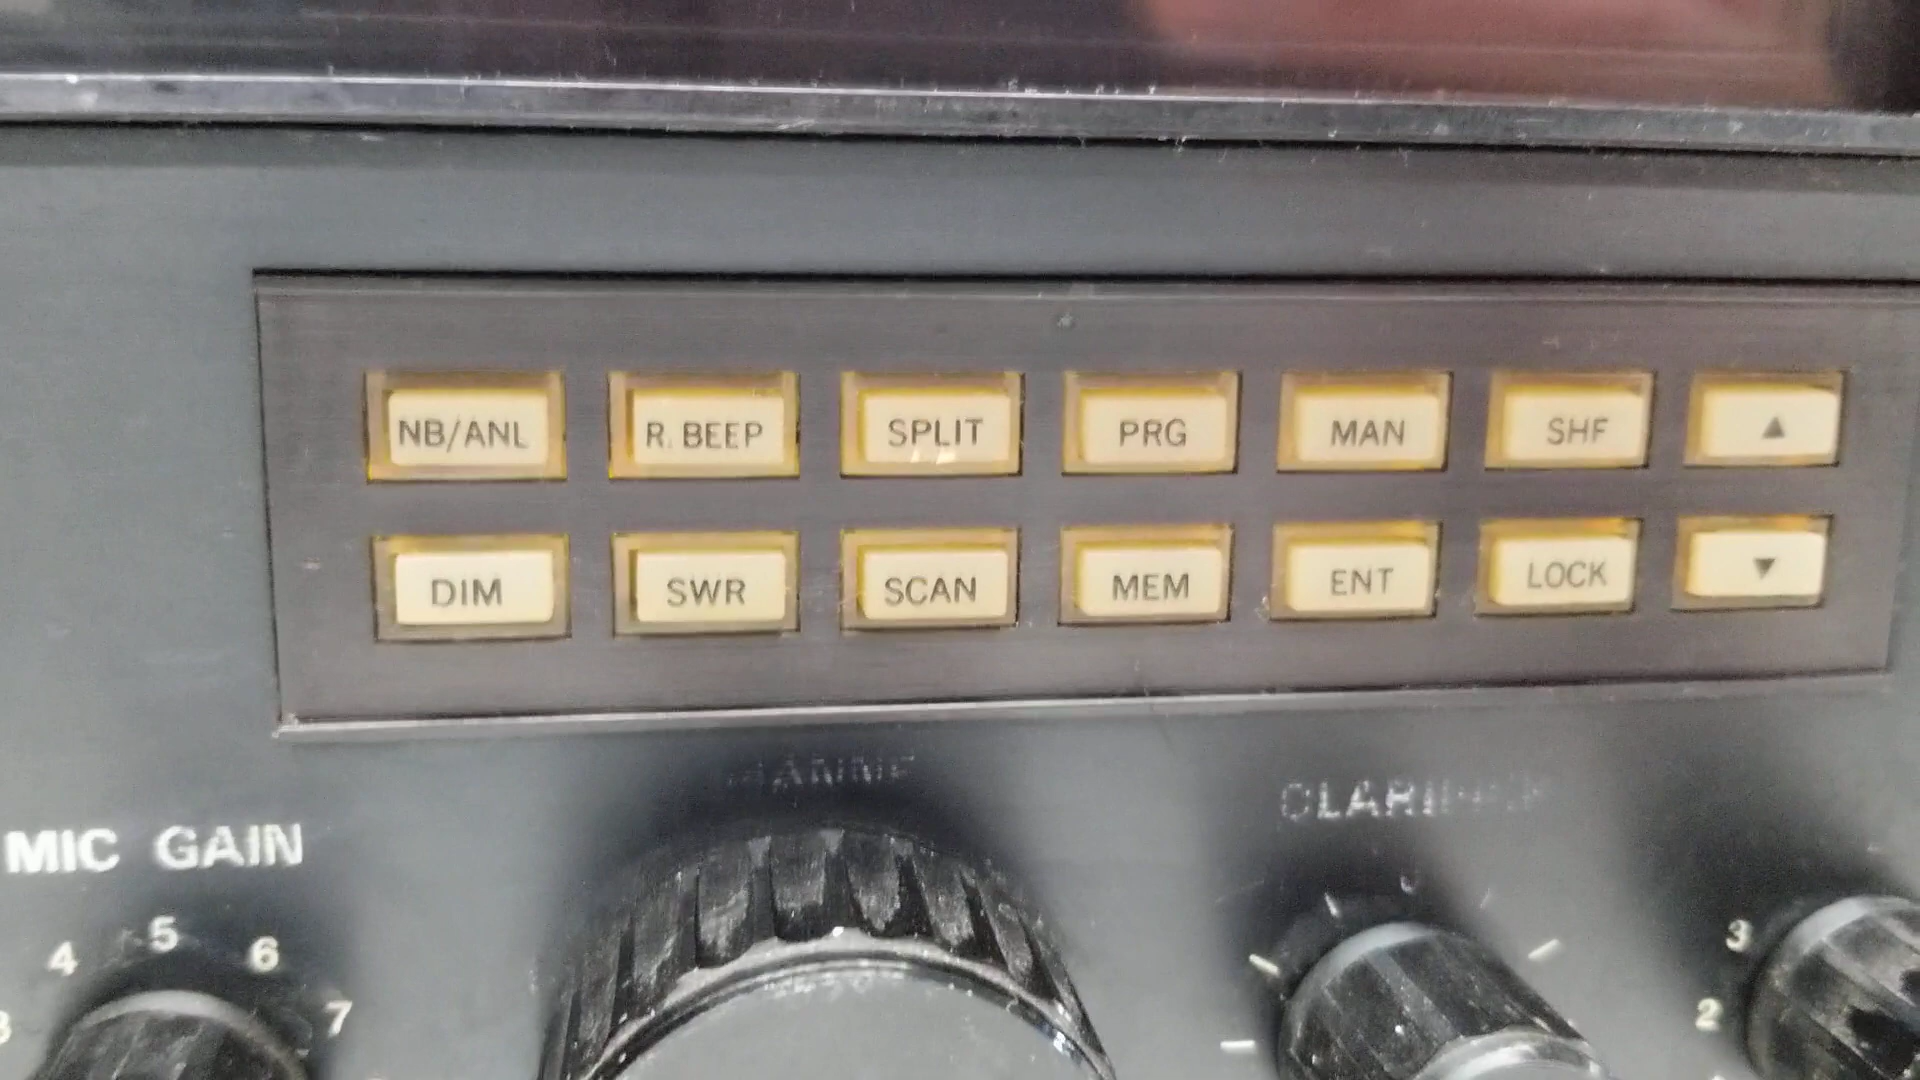 NB/ANL R. BEEP SPLIT PRG MAN SHF ▲
DIM SWR SCAN MEM ENT LOCK ▼
MIC GAIN
3 4 5 6 7
3
2